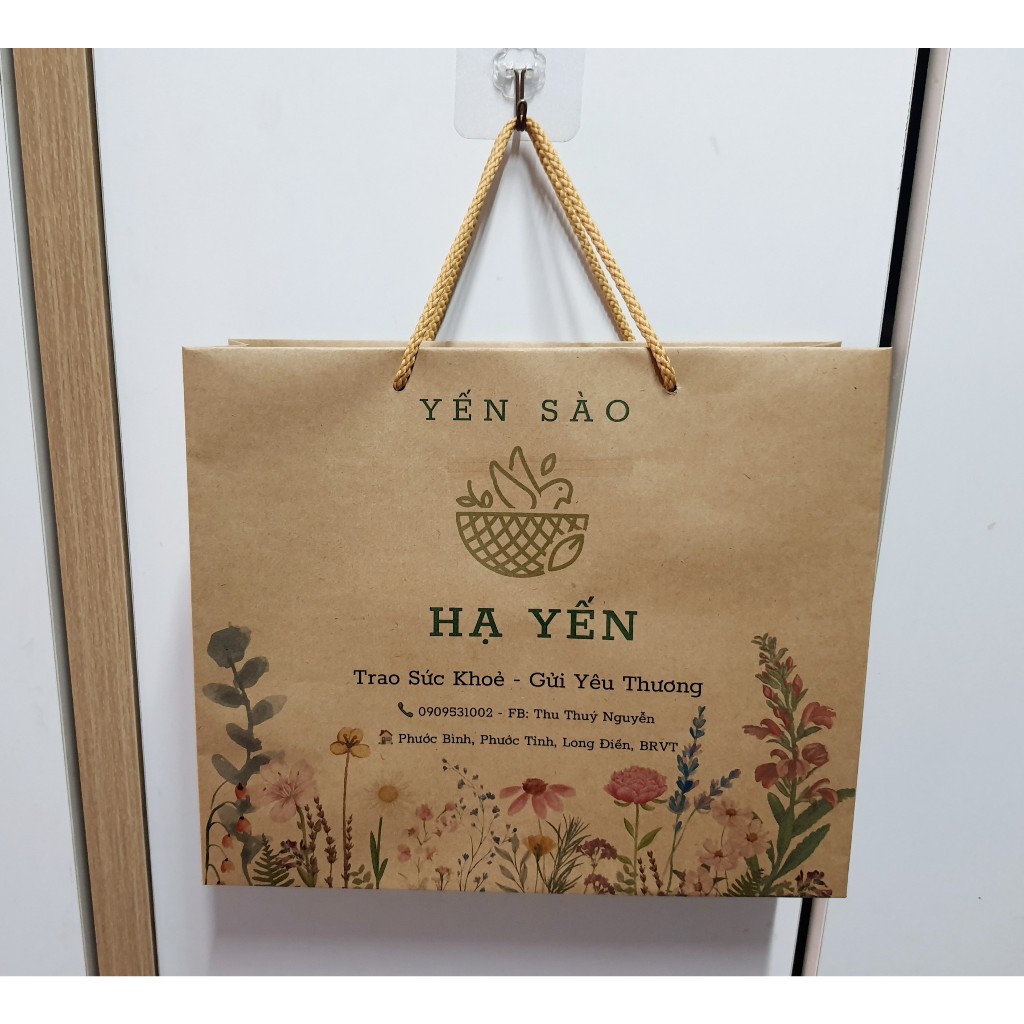 YẾN SÀO
HẠ YẾN
Trao Sức Khoẻ - Gửi Yêu Thương
0909531002 - FB: Thu Thuý Nguyễn
Phước Bình, Phước Tỉnh, Long Điền, BRVT